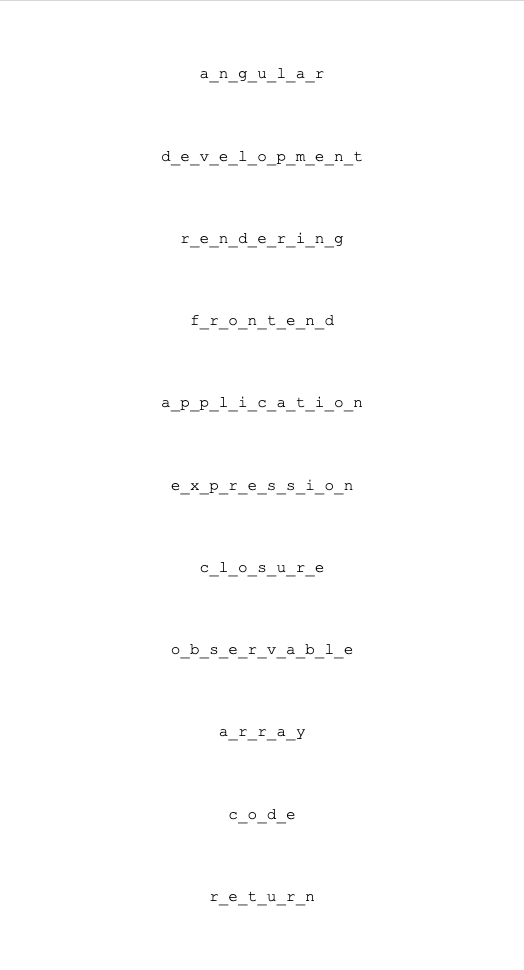 a_n_g_u_l_a_r
d_e_v_e_l_o_p_m_e_n_t
r_e_n_d_e_r_i_n_g
f_r_o_n_t_e_n_d
a_p_p_l_i_c_a_t_i_o_n
e_x_p_r_e_s_s_i_o_n
c_l_o_s_u_r_e
o_b_s_e_r_v_a_b_l_e
a_r_r_a_y
c_o_d_e
r_e_t_u_r_n